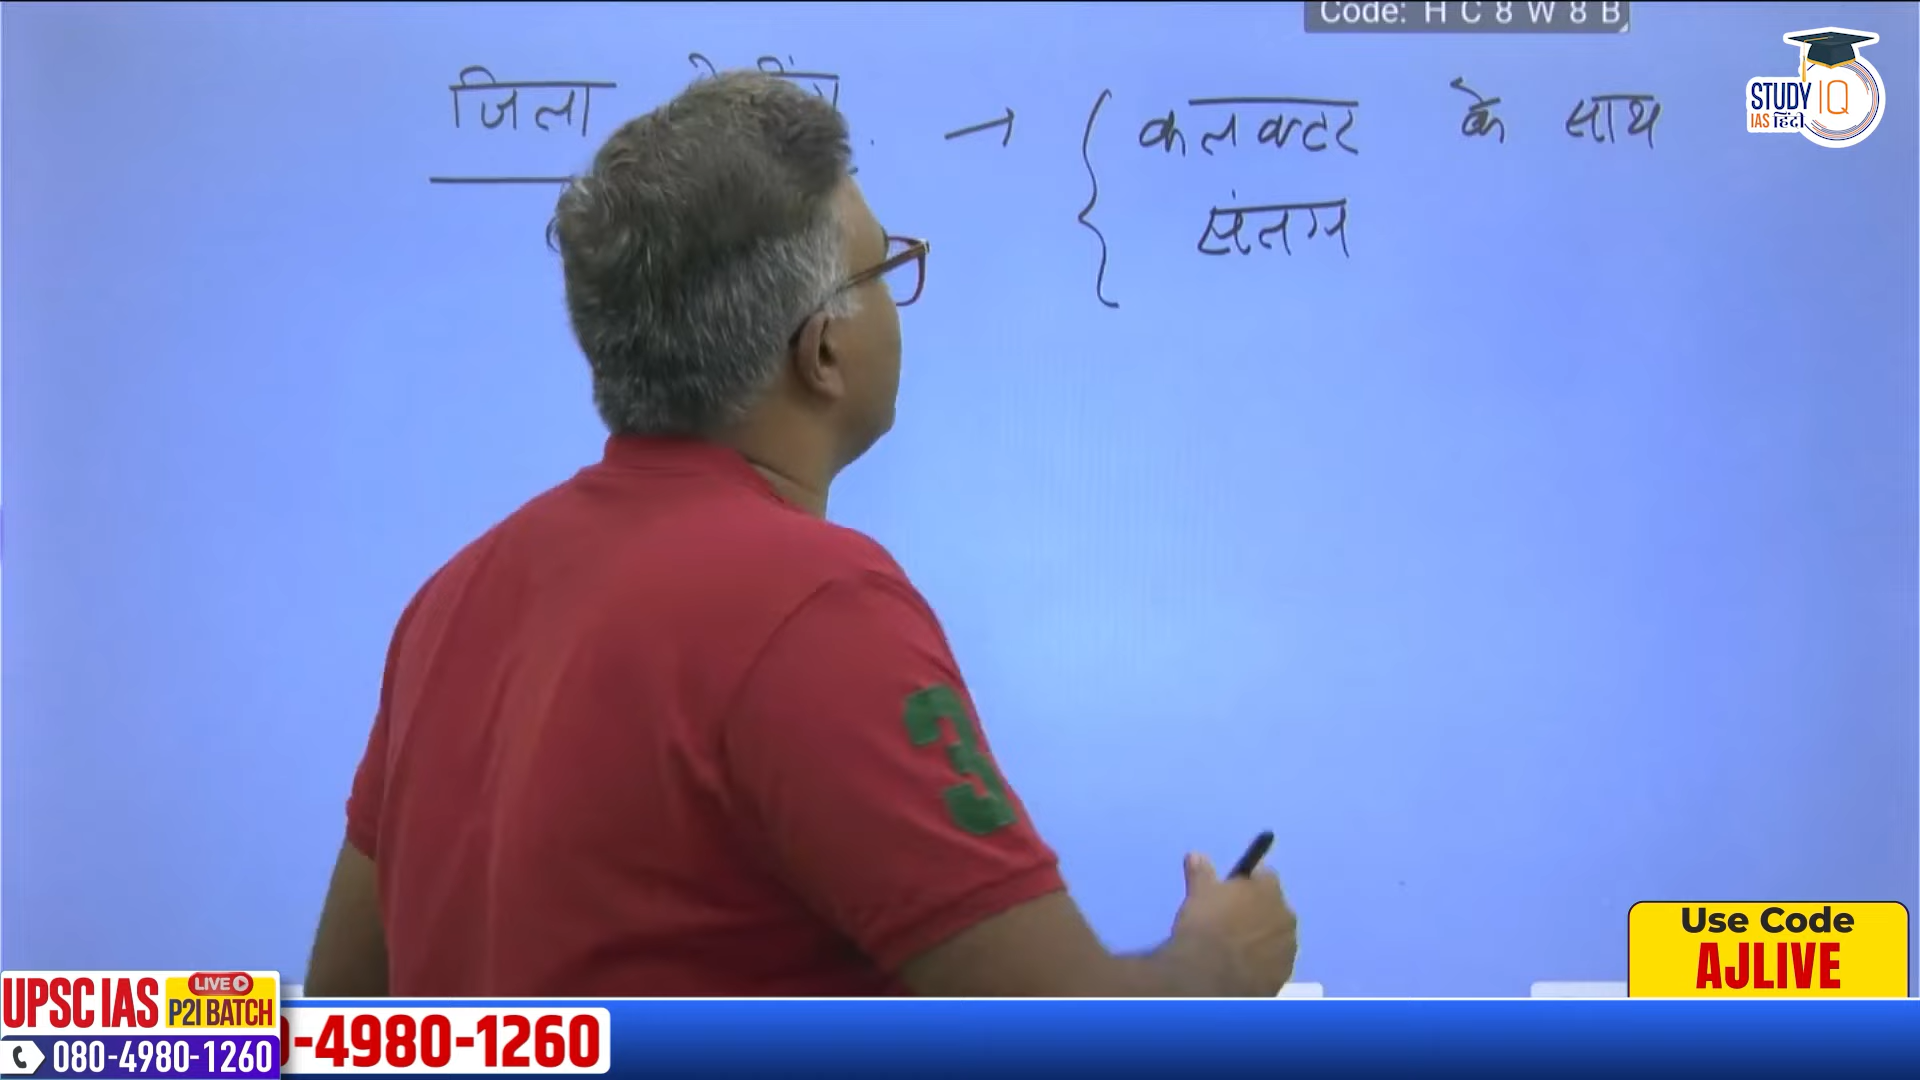 Code: H C 8 W 8 B
STUDY IQ
IAS हिंदी
जिला → { कलक्टर के साथ
संलग्न
Use Code
AJLIVE
UPSC IAS LIVE
P2I BATCH
080-4980-1260
-4980-1260
3